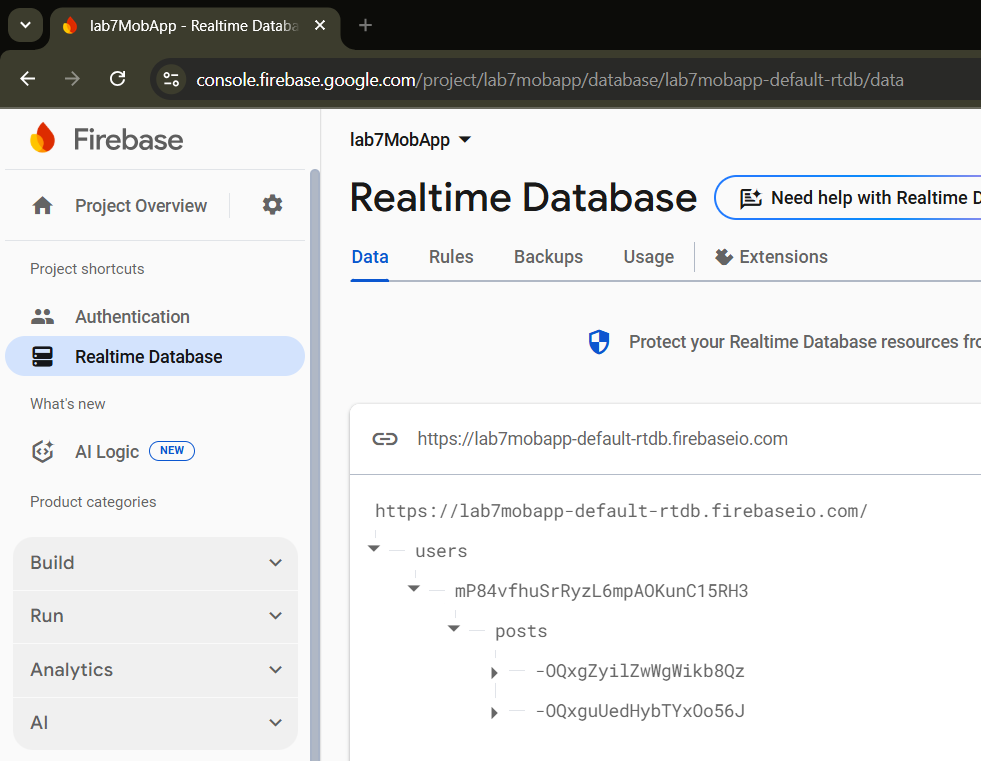 lab7MobApp - Realtime Databa
console.firebase.google.com/project/lab7mobapp/database/lab7mobapp-default-rtdb/data
Firebase
Project Overview
Project shortcuts
Authentication
Realtime Database
What's new
AI Logic NEW
Product categories
Build
Run
Analytics
AI
lab7MobApp
Realtime Database
Need help with Realtime D
Data Rules Backups Usage Extensions
Protect your Realtime Database resources fro
https://lab7mobapp-default-rtdb.firebaseio.com
https://lab7mobapp-default-rtdb.firebaseio.com/
users
mP84vfhuSrRyzL6mpAOKunC15RH3
posts
-OQxgZyilZwWgWikb8Qz
-OQxguUedHybTYxOo56J